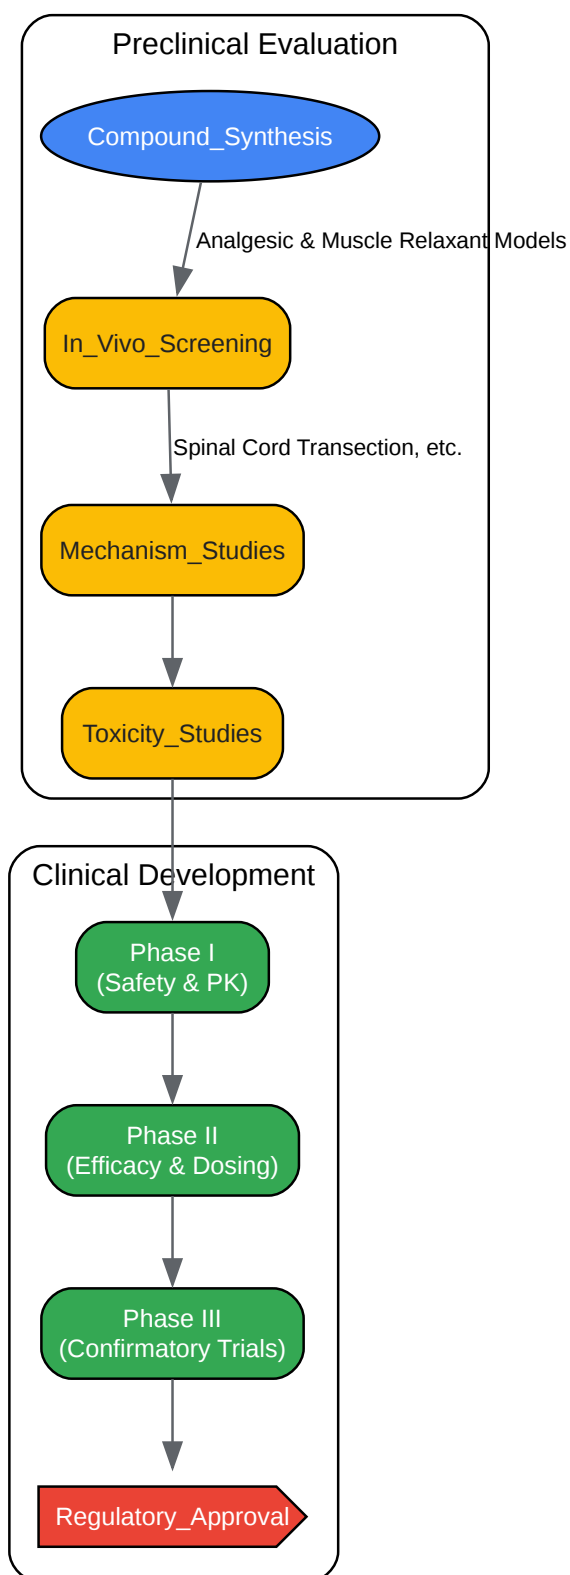 Preclinical Evaluation
Compound_Synthesis
Analgesic & Muscle Relaxant Models
In_Vivo_Screening
Spinal Cord Transection, etc.
Mechanism_Studies
Toxicity_Studies
Clinical Development
Phase I
(Safety & PK)
Phase II
(Efficacy & Dosing)
Phase III
(Confirmatory Trials)
Regulatory_Approval